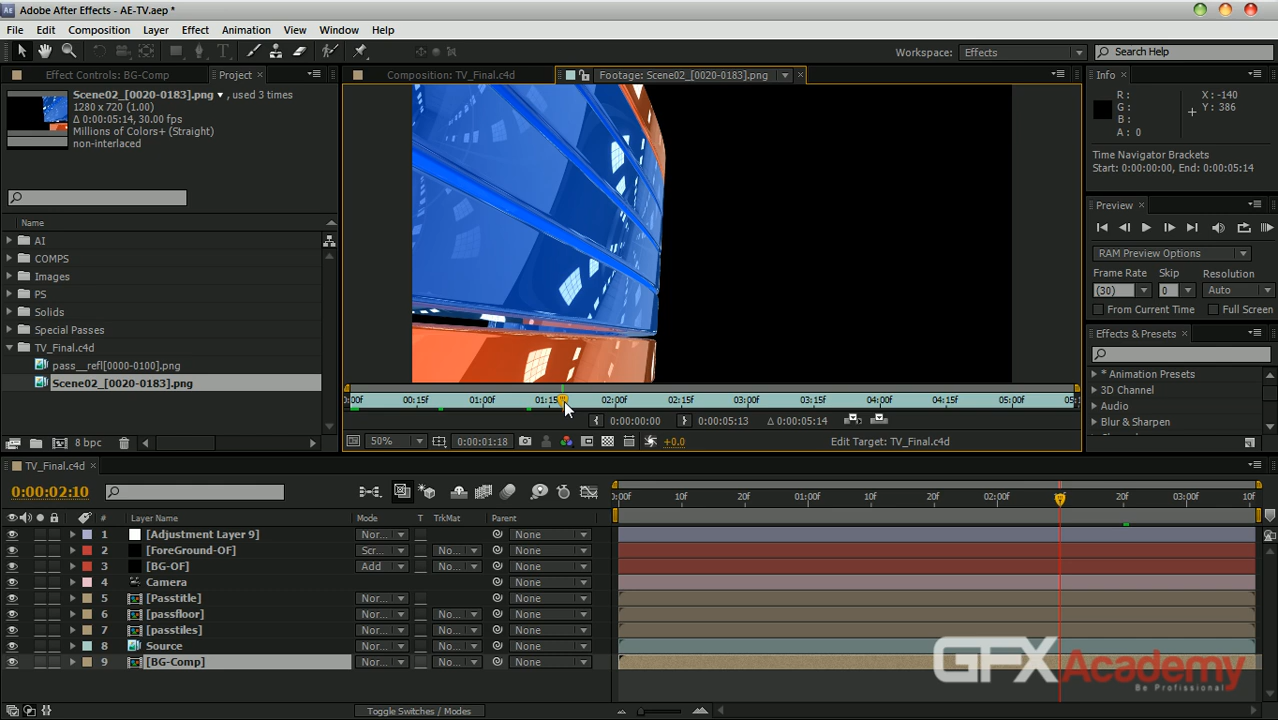 AE Adobe After Effects - AE-TV.aep *
File Edit Composition Layer Effect Animation View Window Help
Workspace: Effects Search Help
Effect Controls: BG-Comp Project × Composition: TV_Final.c4d Footage: Scene02_[0020-0183].png × Info ×
Scene02_[0020-0183].png ▼, used 3 times
1280 x 720 (1.00)
Δ 0:00:05:14, 30.00 fps
Millions of Colors+ (Straight)
non-interlaced
R :
G :
B :
A : 0
X : -140
Y : 386
Time Navigator Brackets
Start: 0:00:00:00, End: 0:00:05:14
Preview ×
RAM Preview Options
Frame Rate Skip Resolution
(30) 0 Auto
From Current Time Full Screen
Effects & Presets ×
* Animation Presets
3D Channel
Audio
Blur & Sharpen
Name
AI
COMPS
Images
PS
Solids
Special Passes
TV_Final.c4d
pass__refl[0000-0100].png
Scene02_[0020-0183].png
8 bpc
0:00f 00:15f 01:00f 01:15f 02:00f 02:15f 03:00f 03:15f 04:00f 04:15f 05:
0:00:00:00 0:00:05:13 Δ 0:00:05:14
50% 0:00:01:18 +0.0 Edit Target: TV_Final.c4d
TV_Final.c4d ×
0:00:02:10
0:00f 10f 20f 01:00f 10f 20f 02:00f 20f 03:00f 10f
# Layer Name Mode T TrkMat Parent
1 [Adjustment Layer 9] Nor... None
2 [ForeGround-OF] Scr... No... None
3 [BG-OF] Add No... None
4 Camera None
5 [Passtitle] Nor... None
6 [passfloor] Nor... No... None
7 [passtiles] Nor... No... None
8 Source Nor... No... None
9 [BG-Comp] Nor... No... None
Toggle Switches / Modes
GFXAcademy
Be Professional